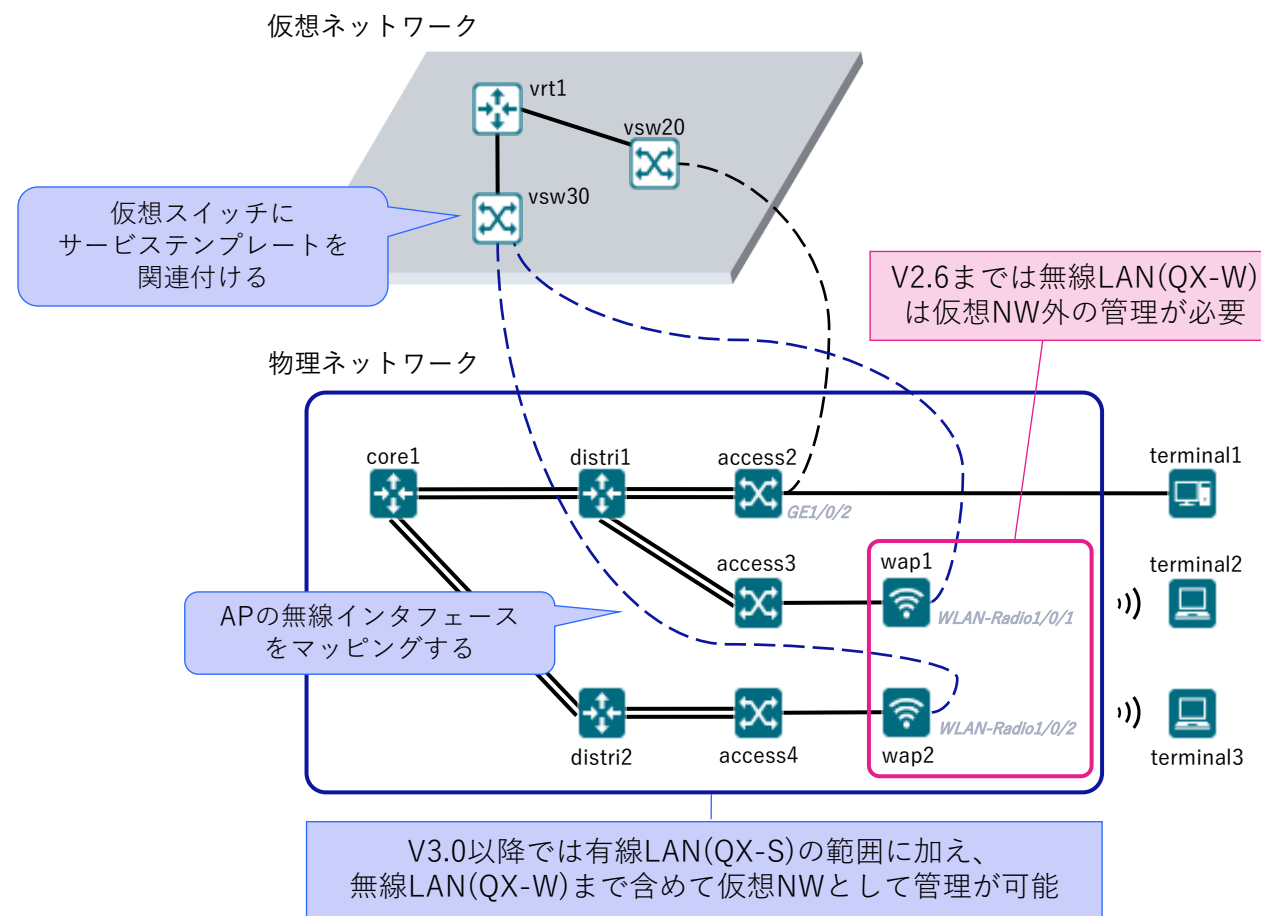 仮想ネットワーク
vrt1
vsw20
vsw30
仮想スイッチに
サービステンプレートを
関連付ける
V2.6までは無線LAN(QX-W)
は仮想NW外の管理が必要
物理ネットワーク
core1
distri1
access2
terminal1
GE1/0/2
access3
wap1
terminal2
WLAN-Radio1/0/1
APの無線インタフェース
をマッピングする
WLAN-Radio1/0/2
distri2
access4
wap2
terminal3
V3.0以降では有線LAN(QX-S)の範囲に加え、
無線LAN(QX-W)まで含めて仮想NWとして管理が可能